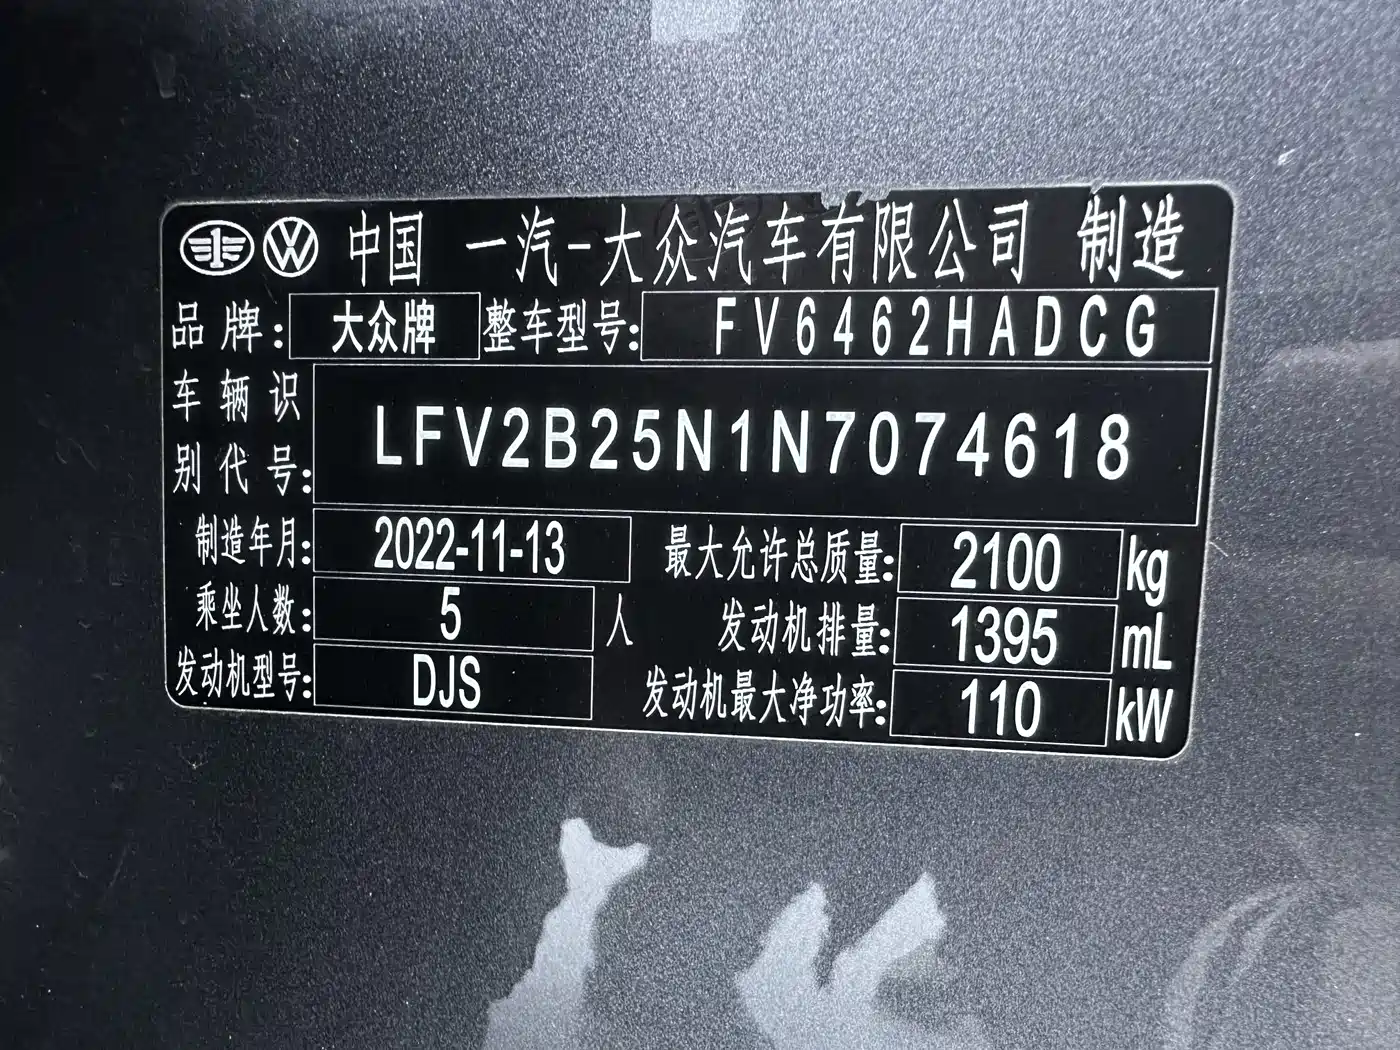 中国 一汽-大众汽车有限公司 制造
品牌: 大众牌 整车型号: FV6462HADCG
车辆识别代号: LFV2B25N1N7074618
制造年月: 2022-11-13 最大允许总质量: 2100 kg
乘坐人数: 5 人 发动机排量: 1395 mL
发动机型号: DJS 发动机最大净功率: 110 kW